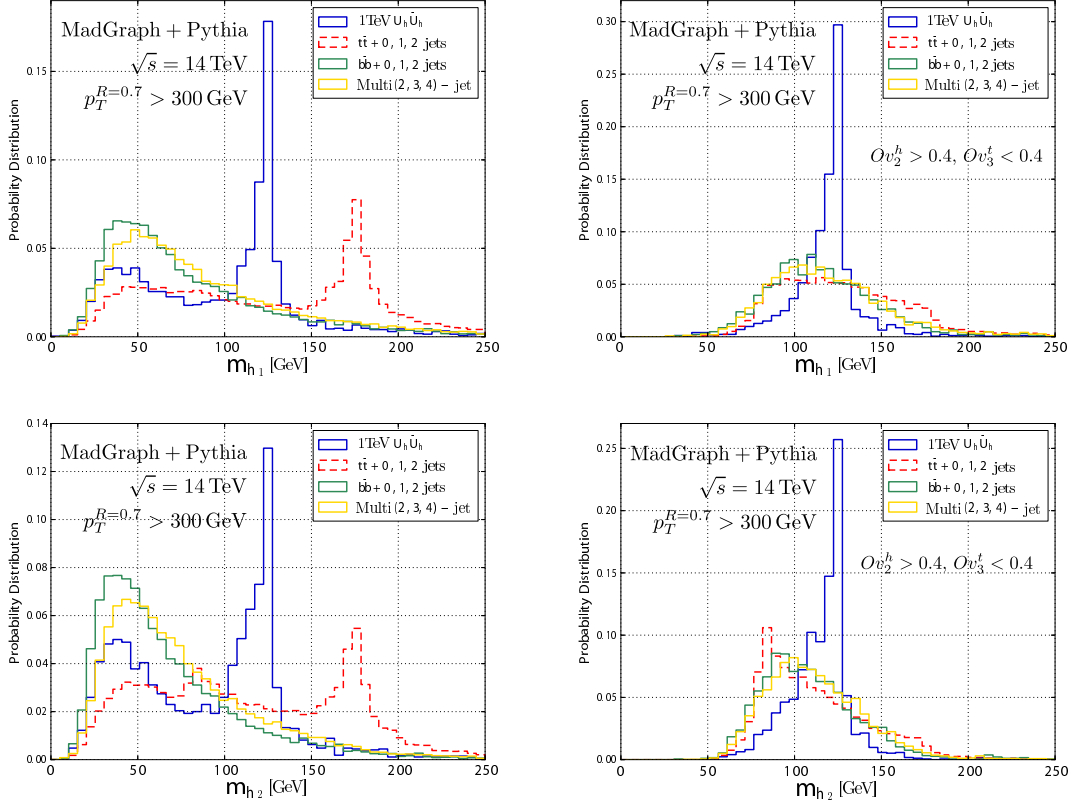 MadGraph + Pythia
√s = 14 TeV
p_T^{R=0.7} > 300 GeV
1TeV U_h Ū_h
tt̄ + 0, 1, 2 jets
bb̄ + 0, 1, 2 jets
Multi (2, 3, 4) − jet
Probability Distribution
0.15
0.10
0.05
0.00
0 50 100 150 200 250
m_{h 1} [GeV]
MadGraph + Pythia
√s = 14 TeV
p_T^{R=0.7} > 300 GeV
1TeV U_h Ū_h
tt̄ + 0, 1, 2 jets
bb̄ + 0, 1, 2 jets
Multi (2, 3, 4) − jet
Ov_2^h > 0.4, Ov_3^t < 0.4
Probability Distribution
0.30
0.25
0.20
0.15
0.10
0.05
0.00
0 50 100 150 200 250
m_{h 1} [GeV]
MadGraph + Pythia
√s = 14 TeV
p_T^{R=0.7} > 300 GeV
1TeV U_h Ū_h
tt̄ + 0, 1, 2 jets
bb̄ + 0, 1, 2 jets
Multi (2, 3, 4) − jet
Probability Distribution
0.14
0.12
0.10
0.08
0.06
0.04
0.02
0.00
0 50 100 150 200 250
m_{h 2} [GeV]
MadGraph + Pythia
√s = 14 TeV
p_T^{R=0.7} > 300 GeV
1TeV U_h Ū_h
tt̄ + 0, 1, 2 jets
bb̄ + 0, 1, 2 jets
Multi (2, 3, 4) − jet
Ov_2^h > 0.4, Ov_3^t < 0.4
Probability Distribution
0.25
0.20
0.15
0.10
0.05
0.00
0 50 100 150 200 250
m_{h 2} [GeV]